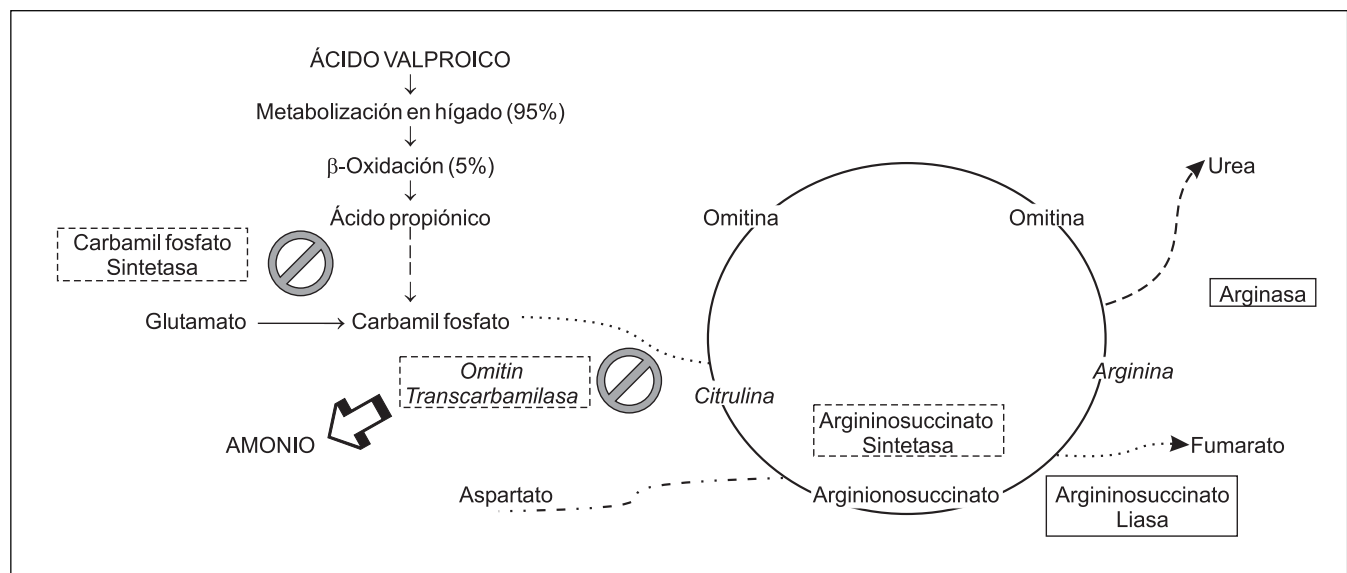 ÁCIDO VALPROICO
Metabolización en hígado (95%)
β-Oxidación (5%)
Ácido propiónico
Carbamil fosfato
Sintetasa
Glutamato
Carbamil fosfato
Omitin
Transcarbamilasa
AMONIO
Aspartato
Omitina
Omitina
Citrulina
Arginina
Argininosuccinato
Sintetasa
Arginionosuccinato
Urea
Arginasa
Fumarato
Argininosuccinato
Liasa